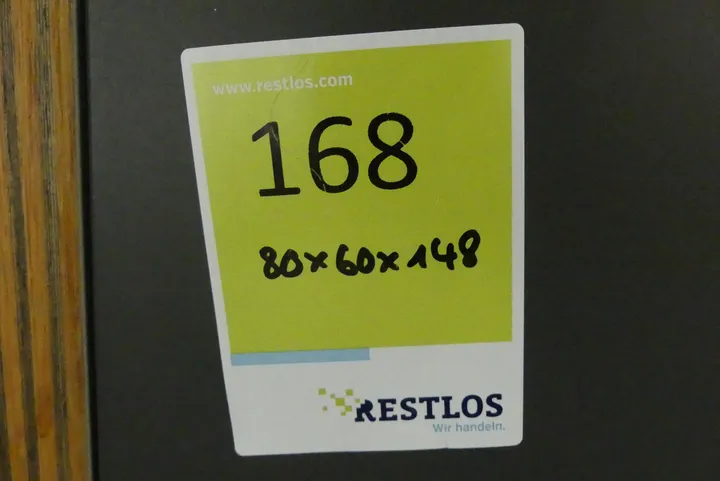 www.restlos.com
168
80x60x148
RESTLOS
Wir handeln.